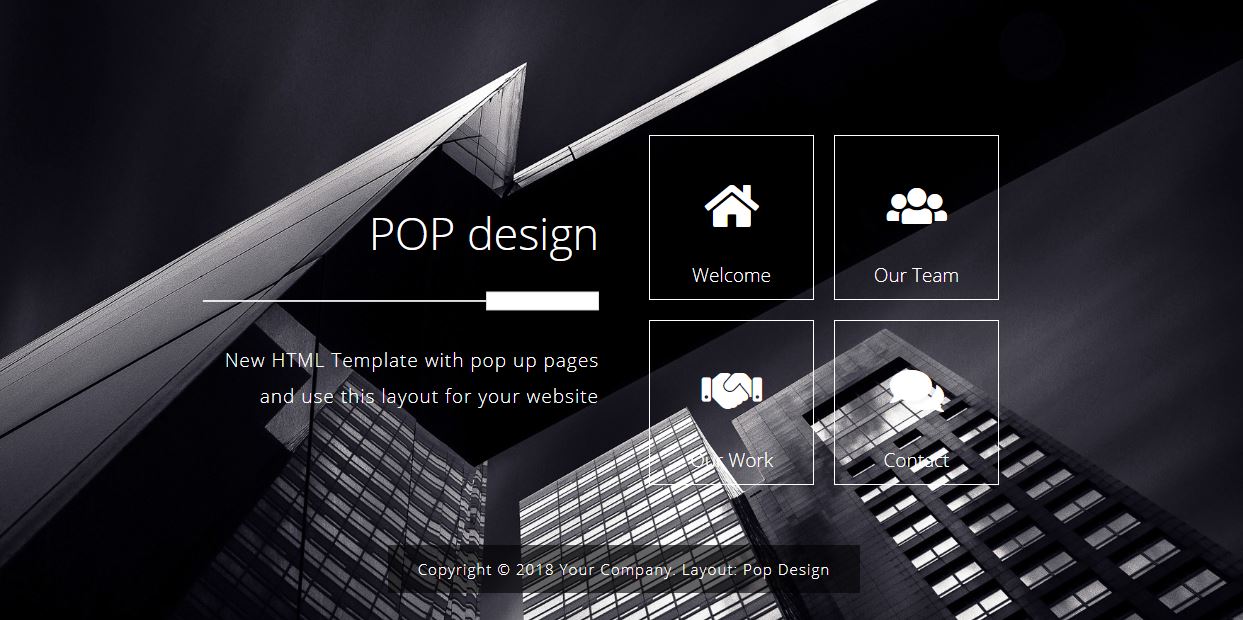 POP design
New HTML Template with pop up pages
and use this layout for your website
Welcome
Our Team
Our Work
Contact
Copyright © 2018 Your Company. Layout: Pop Design